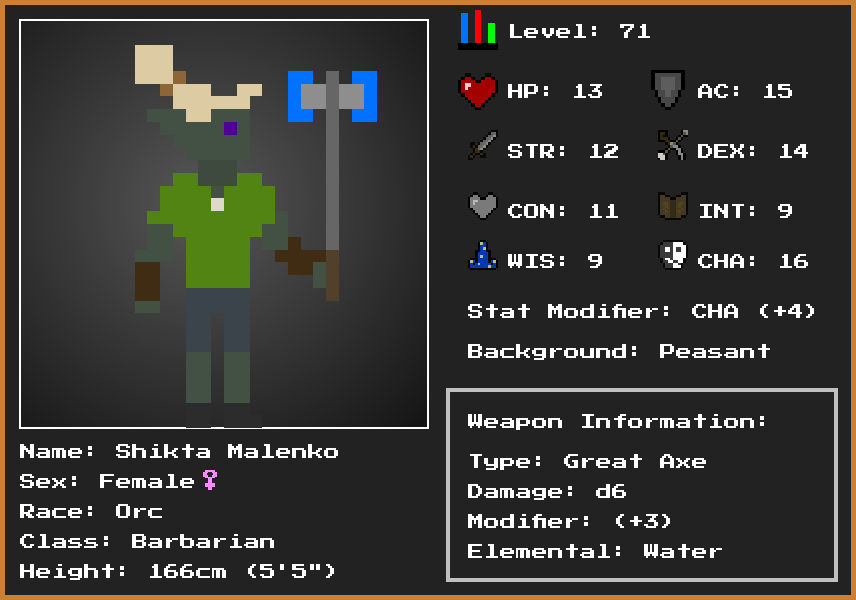 Level: 71
HP: 13 AC: 15
STR: 12 DEX: 14
CON: 11 INT: 9
WIS: 9 CHA: 16
Stat Modifier: CHA (+4)
Background: Peasant
Weapon Information:
Type: Great Axe
Damage: d6
Modifier: (+3)
Elemental: Water
Name: Shikta Malenko
Sex: Female♀
Race: Orc
Class: Barbarian
Height: 166cm (5'5")